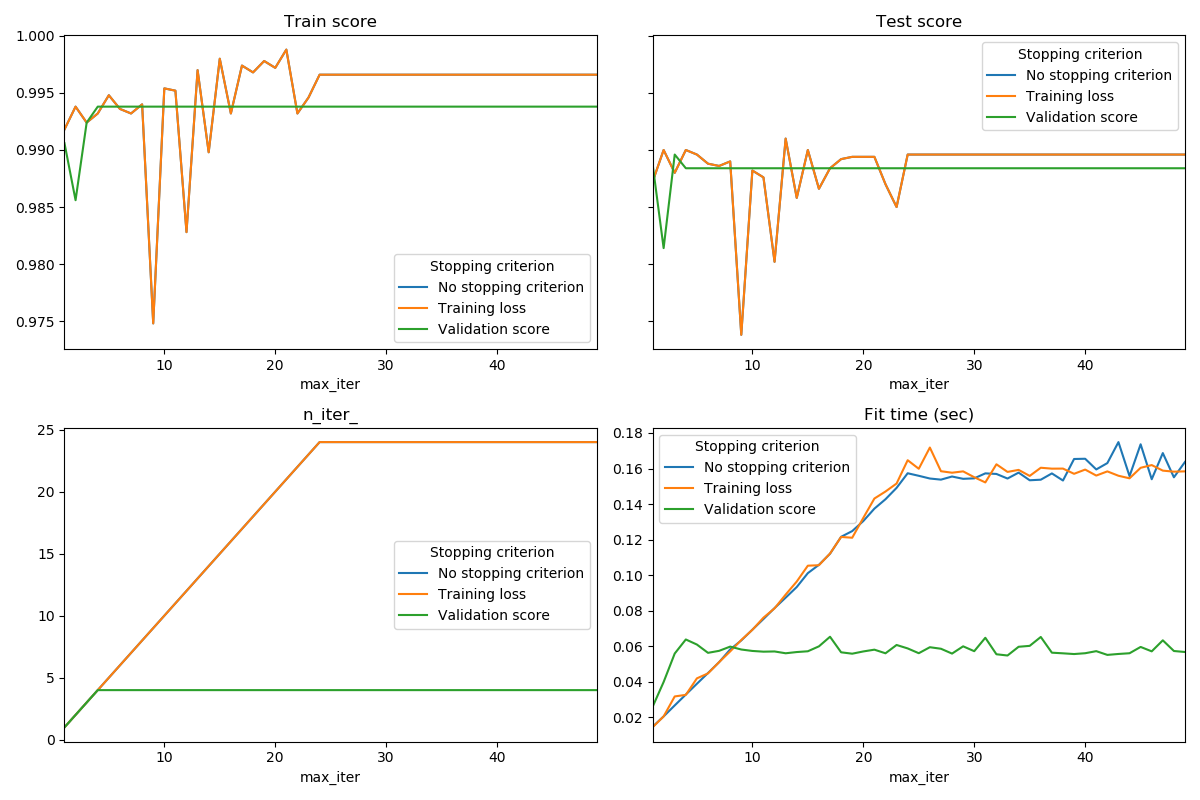 Train score
1.000
0.995
0.990
0.985
0.980
0.975
Stopping criterion
No stopping criterion
Training loss
Validation score
10 20 30 40
max_iter
Test score
Stopping criterion
No stopping criterion
Training loss
Validation score
10 20 30 40
max_iter
n_iter_
25
20
15
10
5
0
Stopping criterion
No stopping criterion
Training loss
Validation score
10 20 30 40
max_iter
Fit time (sec)
0.18
0.16
0.14
0.12
0.10
0.08
0.06
0.04
0.02
Stopping criterion
No stopping criterion
Training loss
Validation score
10 20 30 40
max_iter